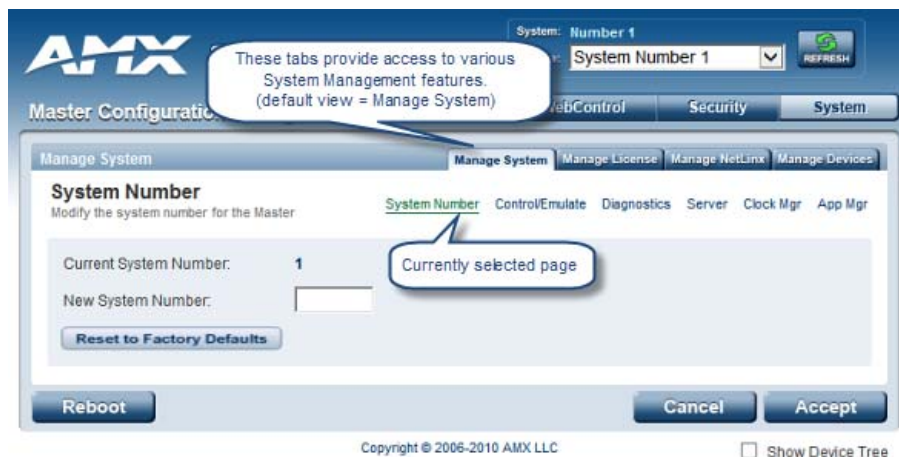 AMX
System: Number 1
System Number 1
REFRESH
These tabs provide access to various
System Management features.
(default view = Manage System)
Master
Security
System
Manage System
Manage System
Manage License
Manage NetLinx
Manage Devices
System Number
Modify the system number for the Master
System Number
Control/Emulate
Diagnostics
Server
Clock Mgr
App Mgr
Currently selected page
Current System Number:
1
New System Number:
Reset to Factory Defaults
Reboot
Cancel
Accept
Copyright © 2006-2010 AMX LLC
Show Device Tree